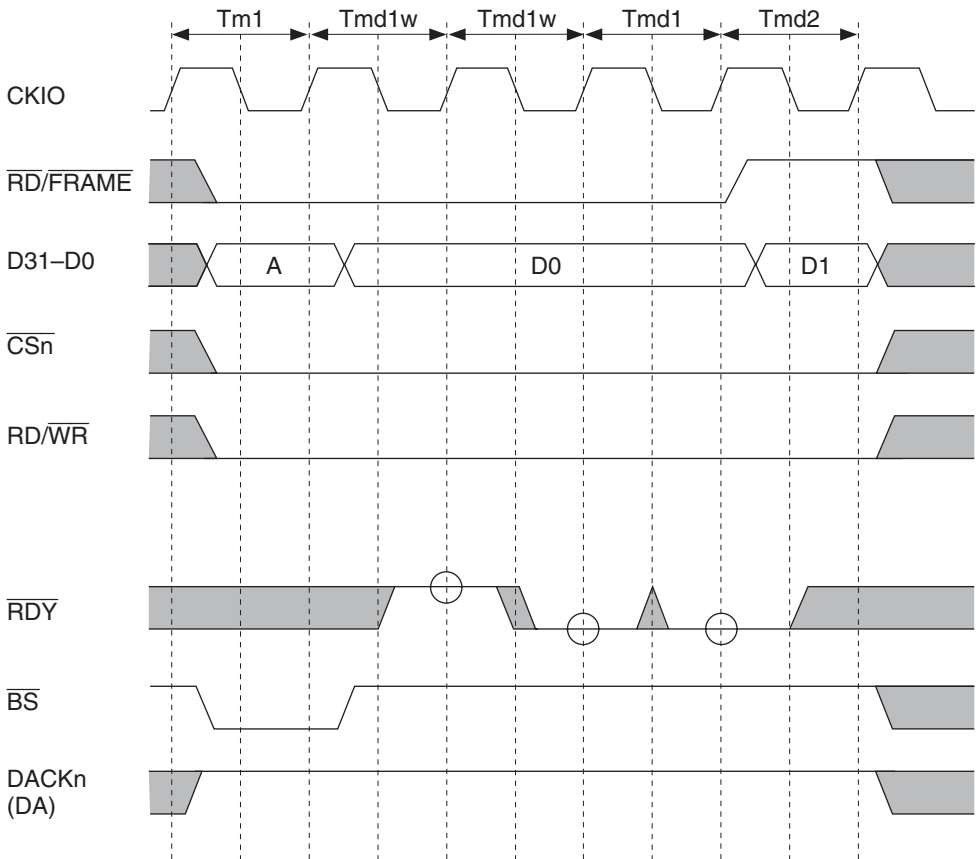 Tm1 Tmd1w Tmd1w Tmd1 Tmd2
CKIO
RD/FRAME
D31–D0 A D0 D1
CSn
RD/WR
RDY
BS
DACKn
(DA)